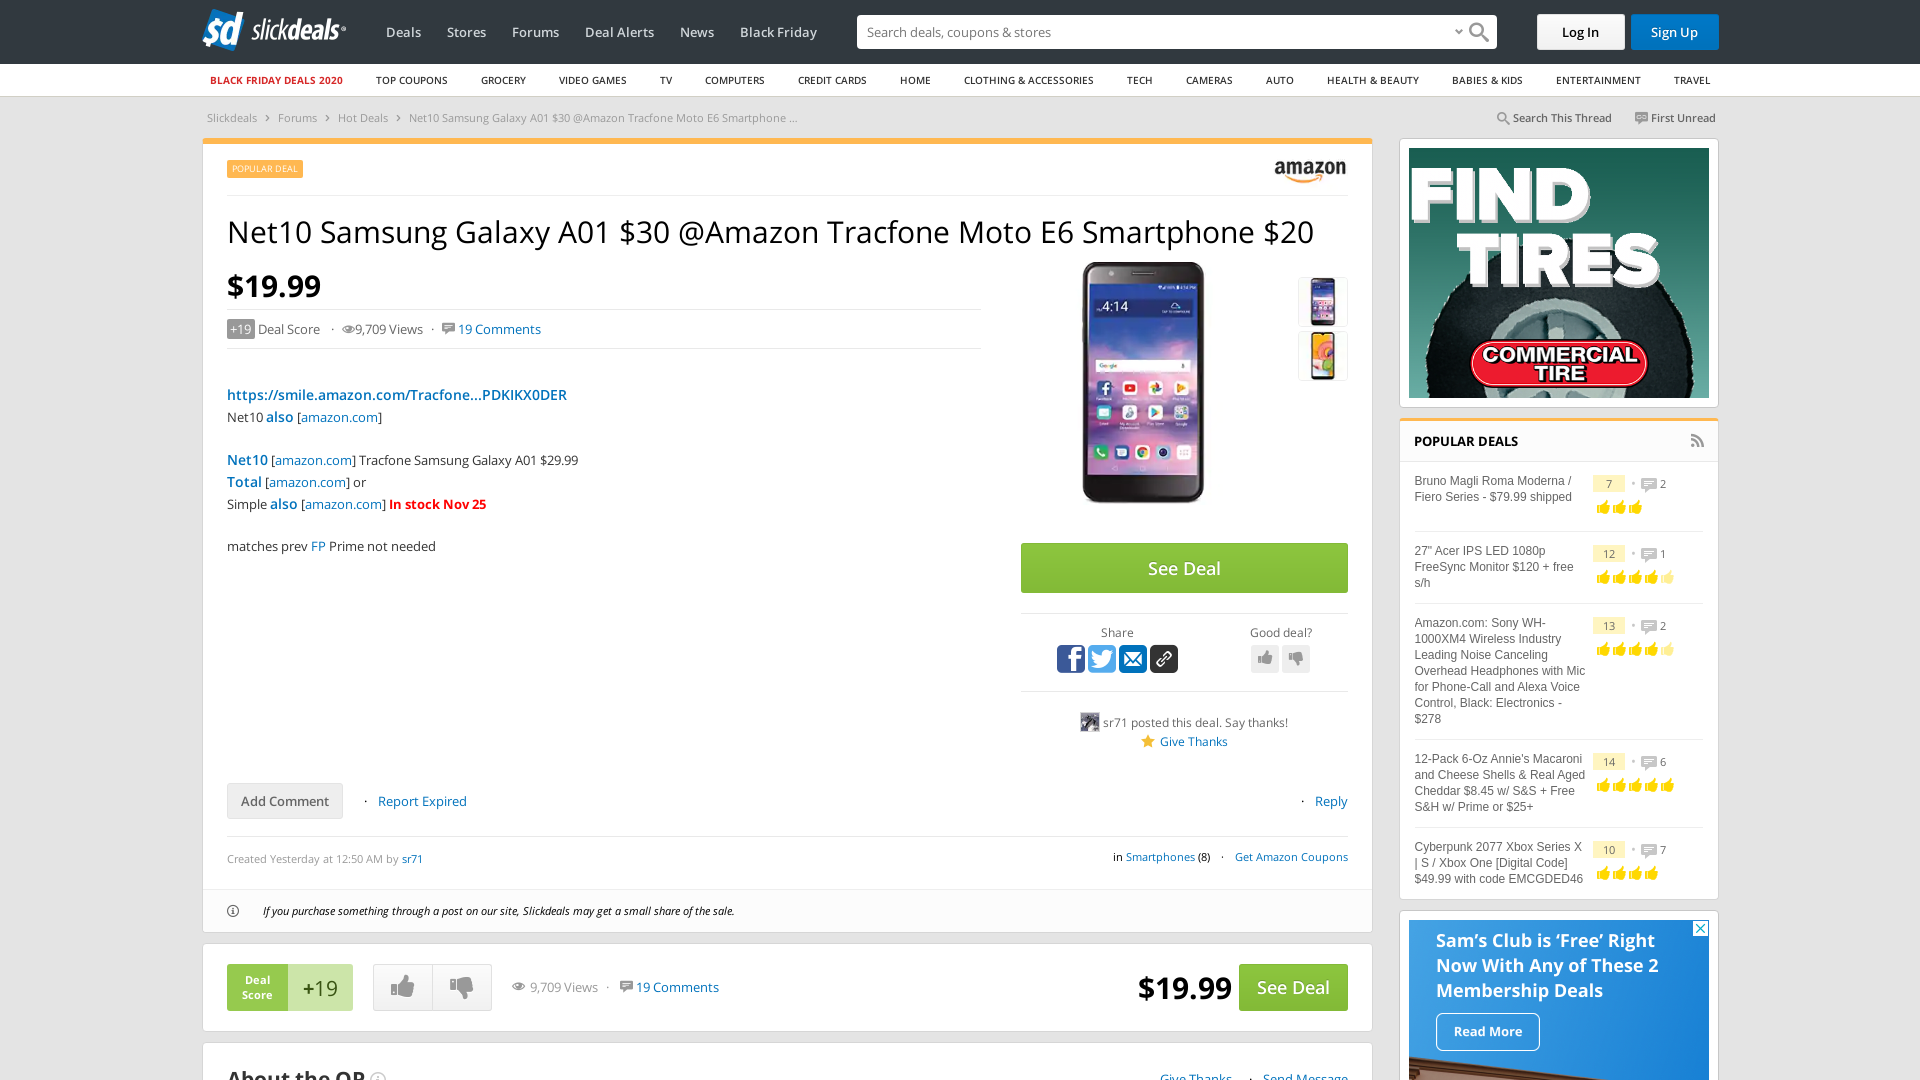 slickdeals
Deals Stores Forums Deal Alerts News Black Friday
Search deals, coupons & stores
Log In Sign Up
BLACK FRIDAY DEALS 2020 TOP COUPONS GROCERY VIDEO GAMES TV COMPUTERS CREDIT CARDS HOME CLOTHING & ACCESSORIES TECH CAMERAS AUTO HEALTH & BEAUTY BABIES & KIDS ENTERTAINMENT TRAVEL
Slickdeals › Forums › Hot Deals › Net10 Samsung Galaxy A01 $30 @Amazon Tracfone Moto E6 Smartphone ...
Search This Thread First Unread
POPULAR DEAL
amazon
Net10 Samsung Galaxy A01 $30 @Amazon Tracfone Moto E6 Smartphone $20
$19.99
+19 Deal Score · 9,709 Views · 19 Comments
https://smile.amazon.com/Tracfone...PDKIKX0DER
Net10 also [amazon.com]
Net10 [amazon.com] Tracfone Samsung Galaxy A01 $29.99
Total [amazon.com] or
Simple also [amazon.com] In stock Nov 25
matches prev FP Prime not needed
4:14
Google
See Deal
Share
Good deal?
sr71 posted this deal. Say thanks!
Give Thanks
Add Comment · Report Expired
· Reply
Created Yesterday at 12:50 AM by sr71
in Smartphones (8) · Get Amazon Coupons
If you purchase something through a post on our site, Slickdeals may get a small share of the sale.
Deal
Score
+19
9,709 Views · 19 Comments
$19.99
See Deal
About the OP
Give Thanks · Send Message
FIND
TIRES
COMMERCIAL
TIRE
POPULAR DEALS
Bruno Magli Roma Moderna /
Fiero Series - $79.99 shipped
7 · 2
27" Acer IPS LED 1080p
FreeSync Monitor $120 + free
s/h
12 · 1
Amazon.com: Sony WH-
1000XM4 Wireless Industry
Leading Noise Canceling
Overhead Headphones with Mic
for Phone-Call and Alexa Voice
Control, Black: Electronics -
$278
13 · 2
12-Pack 6-Oz Annie's Macaroni
and Cheese Shells & Real Aged
Cheddar $8.45 w/ S&S + Free
S&H w/ Prime or $25+
14 · 6
Cyberpunk 2077 Xbox Series X
| S / Xbox One [Digital Code]
$49.99 with code EMCGDED46
10 · 7
Sam's Club is 'Free' Right
Now With Any of These 2
Membership Deals
Read More